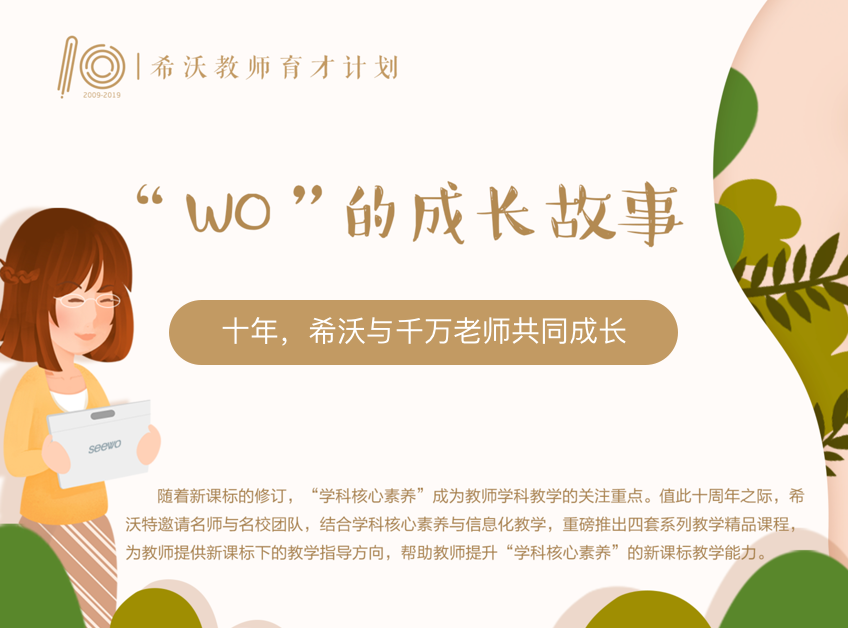 10 | 希沃教师育才计划
2009-2019
“wo”的成长故事
十年，希沃与千万老师共同成长
seewo
随着新课标的修订，“学科核心素养”成为教师学科教学的关注重点。值此十周年之际，希
沃特邀请名师与名校团队，结合学科核心素养与信息化教学，重磅推出四套系列教学精品课程，
为教师提供新课标下的教学指导方向，帮助教师提升“学科核心素养”的新课标教学能力。